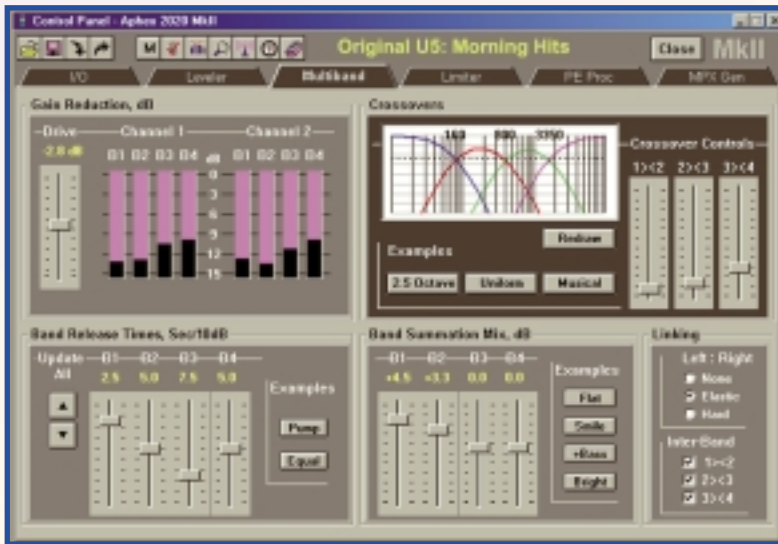 Control Panel - Aphex 2020 MkII
M
Original U5: Morning Hits
Close
MkII
I/O
Leveler
Multiband
Limiter
PE Proc
MPX Gen
Gain Reduction, dB
Drive
-2.8 dB
Channel 1
Channel 2
B1 B2 B3 B4 dB B1 B2 B3 B4
0
3
6
9
12
15
Crossovers
160 800 3350
Redraw
Examples
2.5 Octave
Uniform
Musical
Crossover Controls
1><2 2><3 3><4
Band Release Times, Sec/10dB
Update All
B1 B2 B3 B4
2.5 5.0 7.5 5.0
Examples
Pump
Equal
Band Summation Mix, dB
B1 B2 B3 B4
+4.5 +3.3 0.0 0.0
Examples
Flat
Smile
+Bass
Bright
Linking
Left : Right
None
Elastic
Hard
Inter-Band
1><2
2><3
3><4